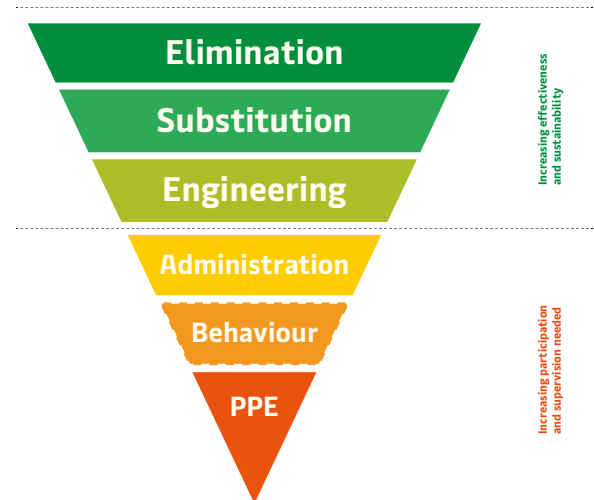 Elimination
Substitution
Engineering
Administration
Behaviour
PPE
Increasing effectiveness
and sustainability
Increasing participation
and supervision needed